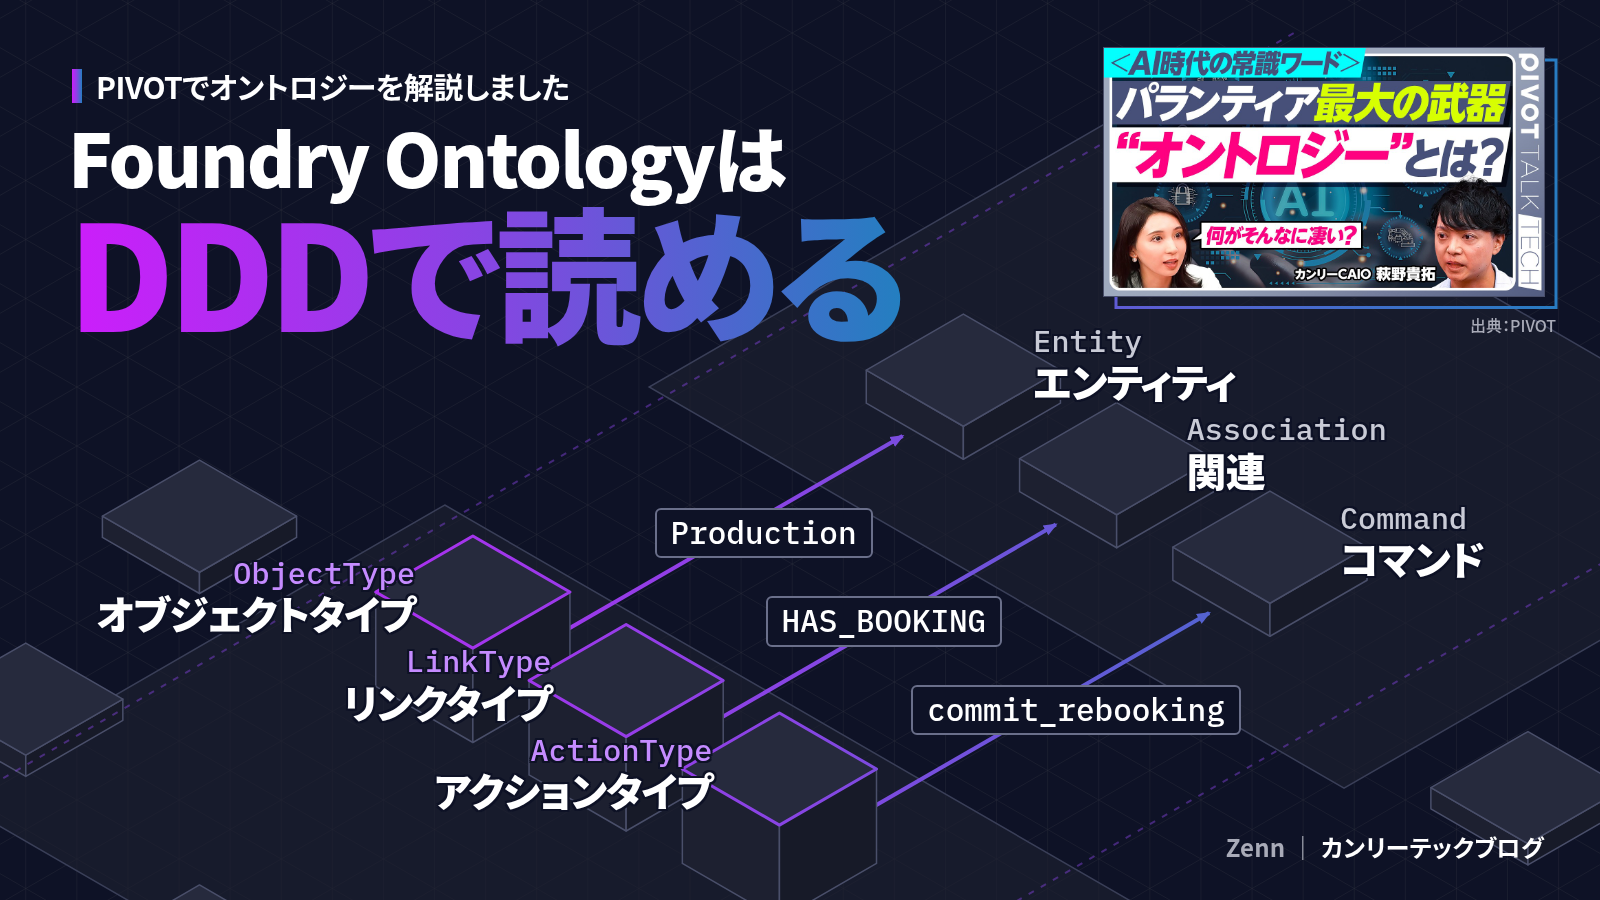 PIVOTでオントロジーを解説しました
Foundry Ontologyは
DDDで読める
＜AI時代の常識ワード＞
パランティア最大の武器
“オントロジー”とは?
AI
何がそんなに凄い?
カンリーCAIO 萩野貴拓
PIVOT TALK TECH
出典：PIVOT
Entity
エンティティ
Association
関連
Command
コマンド
Production
HAS_BOOKING
commit_rebooking
ObjectType
オブジェクトタイプ
LinkType
リンクタイプ
ActionType
アクションタイプ
Zenn | カンリーテックブログ